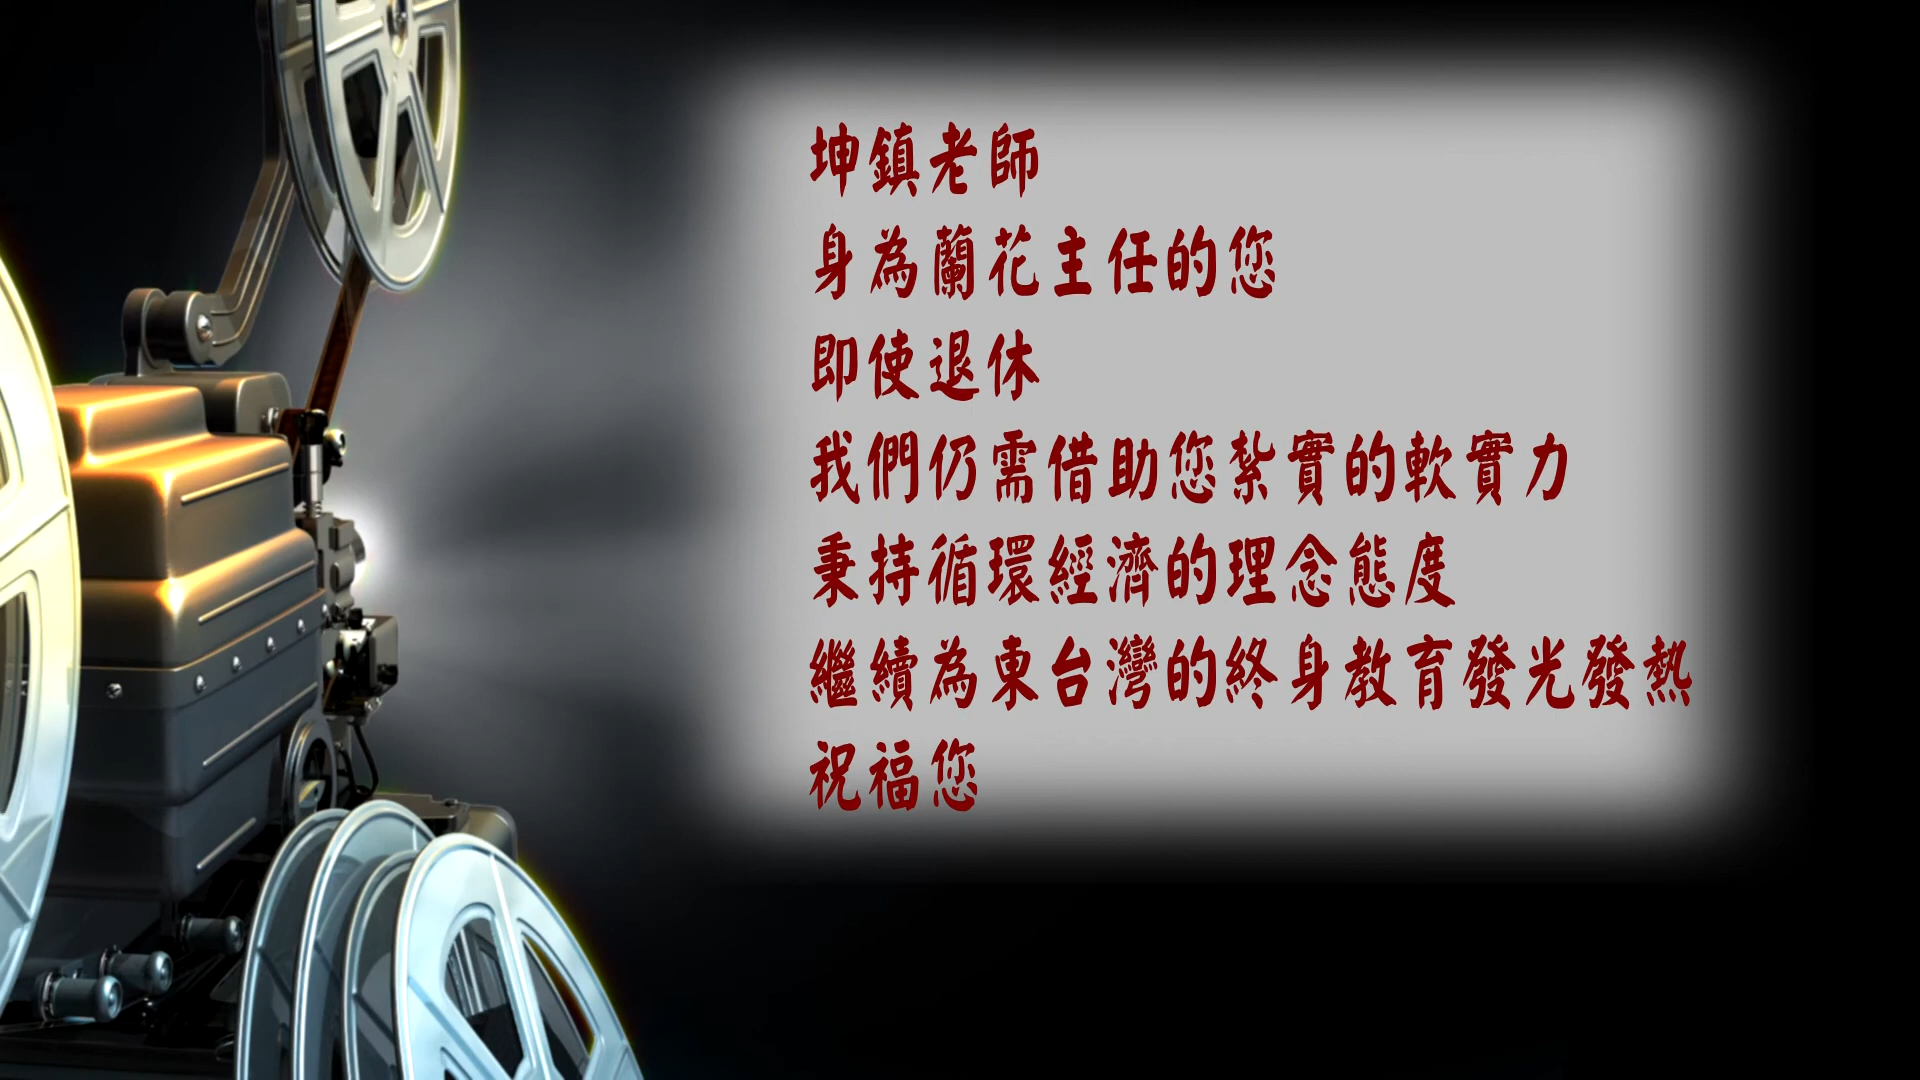 坤鎮老師
身為蘭花主任的您
即使退休
我們仍需借助您紮實的軟實力
秉持循環經濟的理念態度
繼續為東台灣的終身教育發光發熱
祝福您